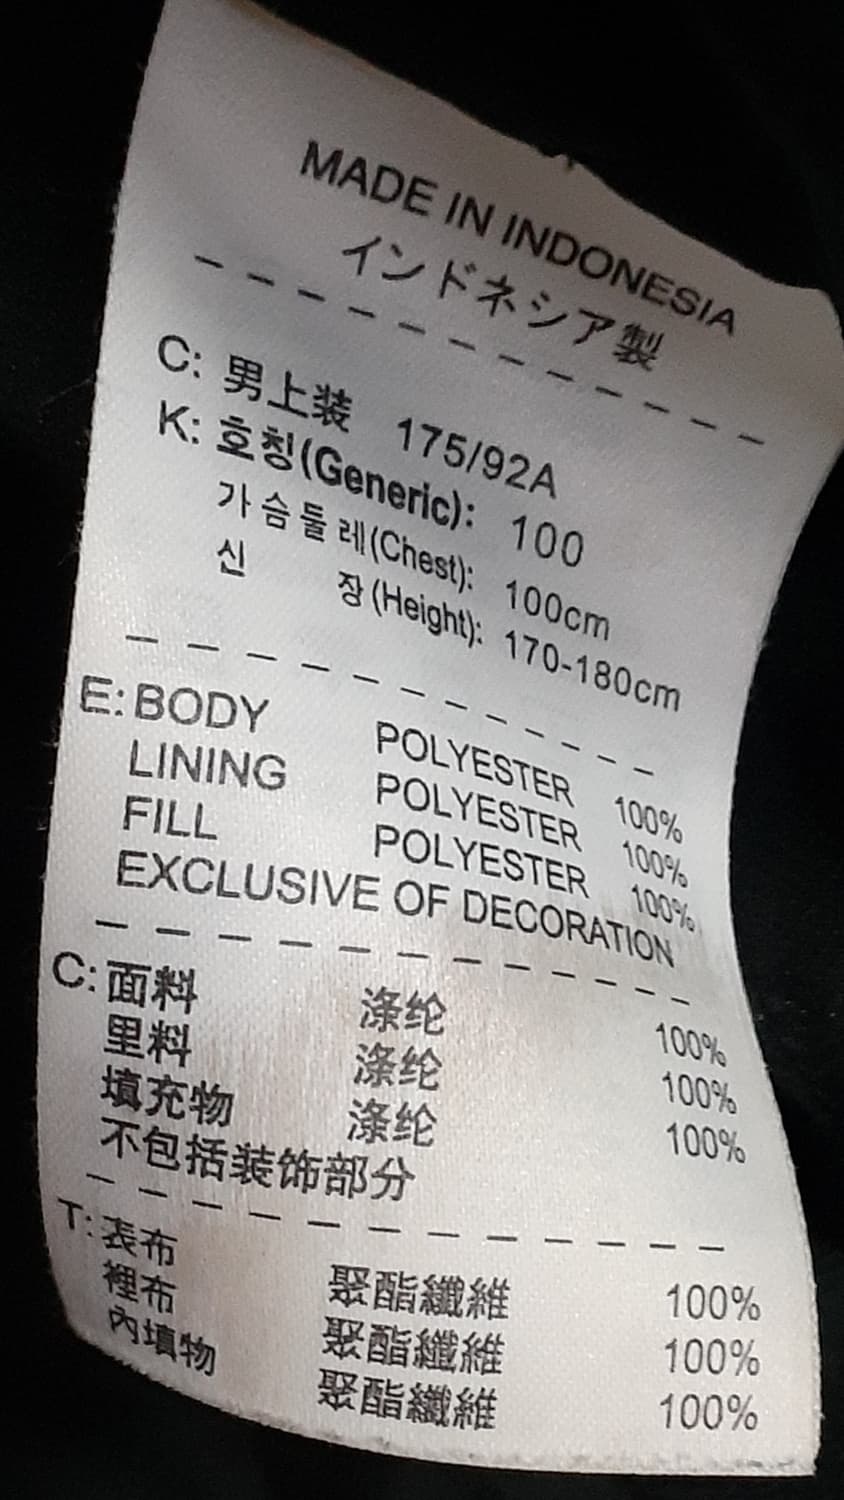 MADE IN INDONESIA
インドネシア製
C: 男上装 175/92A
K: 호칭(Generic): 100
가슴둘레(Chest): 100cm
신 장(Height): 170-180cm
E: BODY POLYESTER 100%
LINING POLYESTER 100%
FILL POLYESTER 100%
EXCLUSIVE OF DECORATION
C: 面料 涤纶 100%
里料 涤纶 100%
填充物 涤纶 100%
不包括装饰部分
T: 表布 聚酯纖維 100%
裡布 聚酯纖維 100%
內填物 聚酯纖維 100%